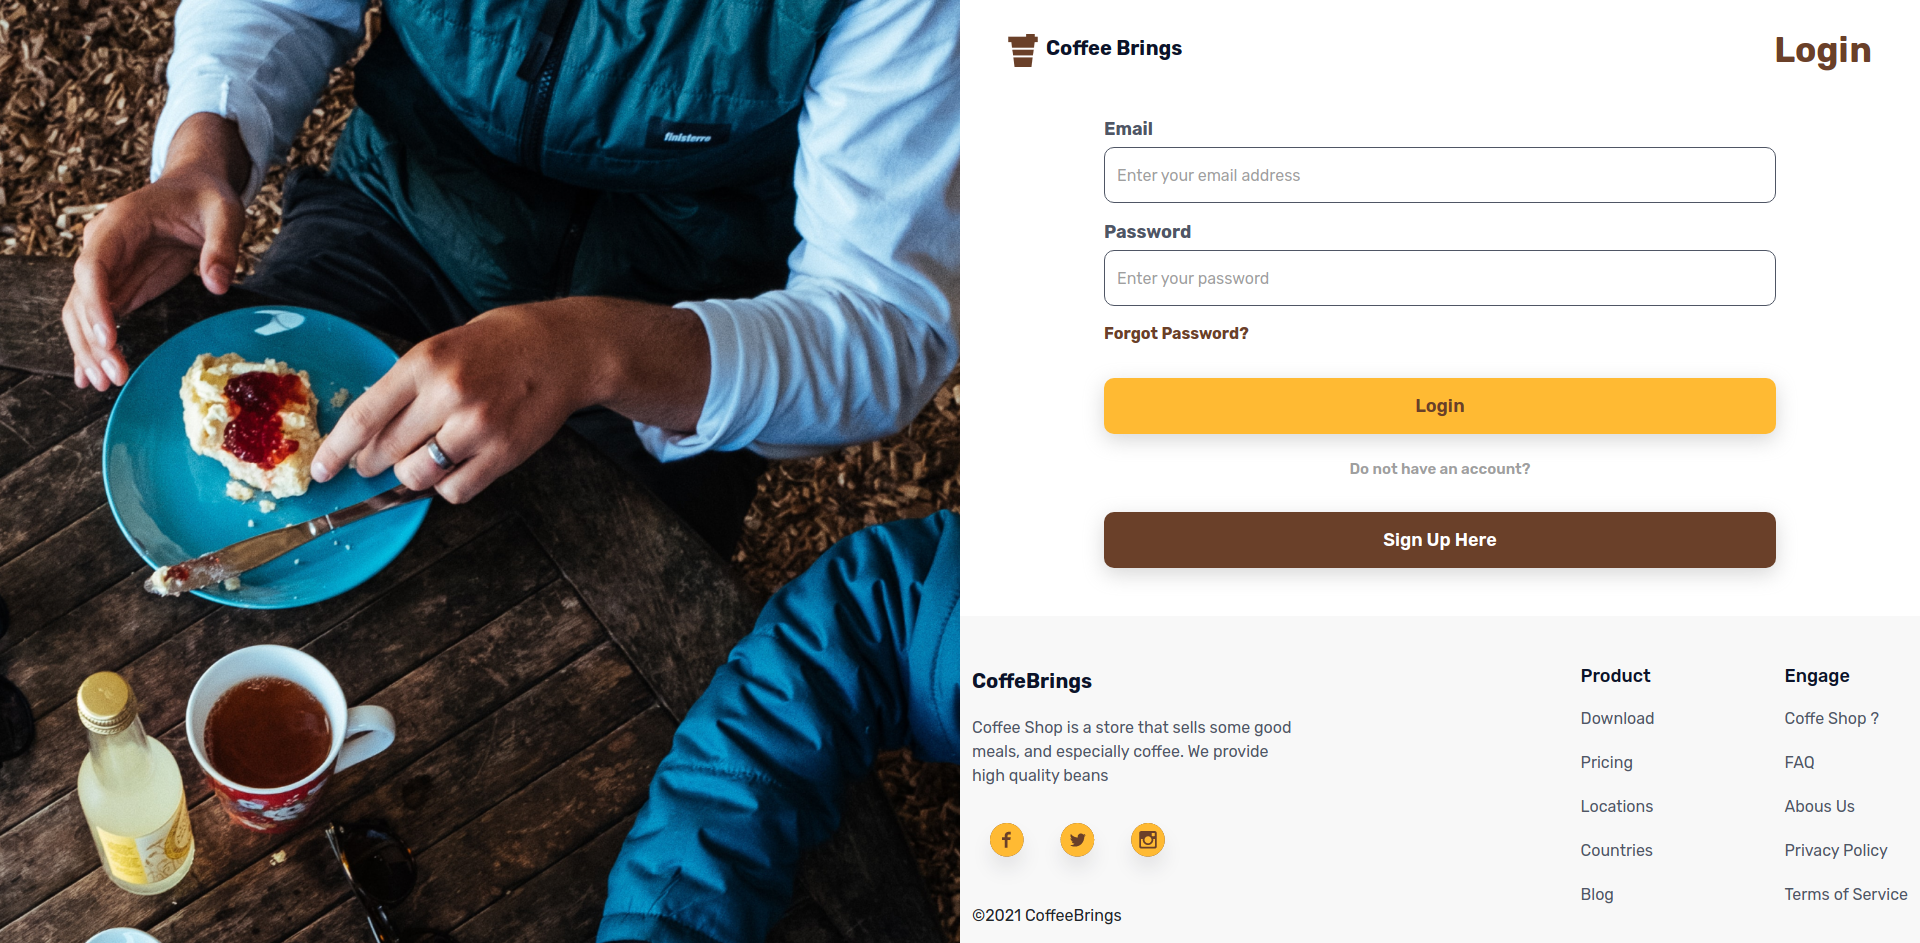 finisterre
Coffee Brings
Login
Email
Enter your email address
Password
Enter your password
Forgot Password?
Login
Do not have an account?
Sign Up Here
CoffeBrings
Coffee Shop is a store that sells some good
meals, and especially coffee. We provide
high quality beans
©2021 CoffeeBrings
Product
Download
Pricing
Locations
Countries
Blog
Engage
Coffe Shop ?
FAQ
Abous Us
Privacy Policy
Terms of Service